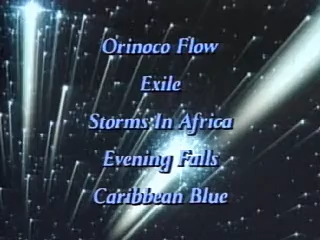 Orinoco Flow
Exile
Storms In Africa
Evening Falls
Caribbean Blue